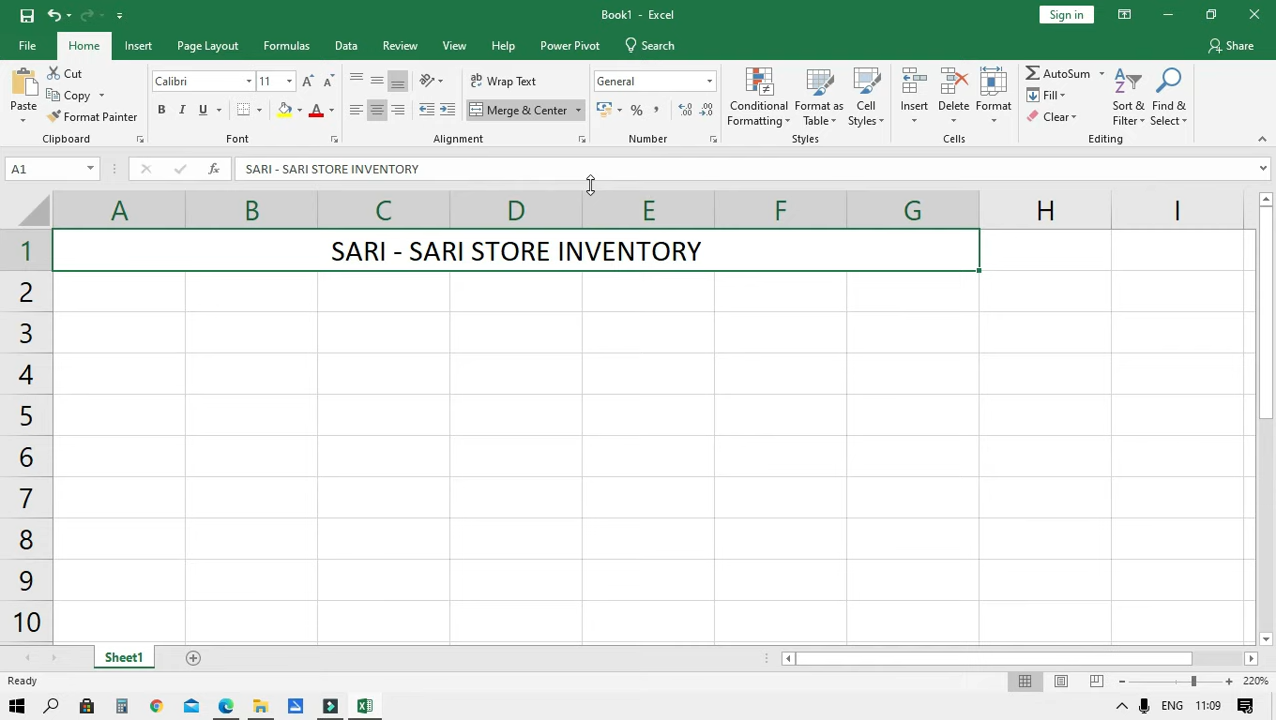 Book1 - Excel
Sign in
File Home Insert Page Layout Formulas Data Review View Help Power Pivot Search Share
Paste
Cut
Copy
Format Painter
Clipboard
Calibri 11
B I U A
Font
Wrap Text
Merge & Center
Alignment
General
%
Number
Conditional Formatting
Format as Table
Cell Styles
Styles
Insert Delete Format
Cells
AutoSum
Fill
Clear
Sort & Filter
Find & Select
Editing
A1 fx SARI - SARI STORE INVENTORY
A B C D E F G H I
1 SARI - SARI STORE INVENTORY
2
3
4
5
6
7
8
9
10
Sheet1
Ready 220%
ENG 11:09